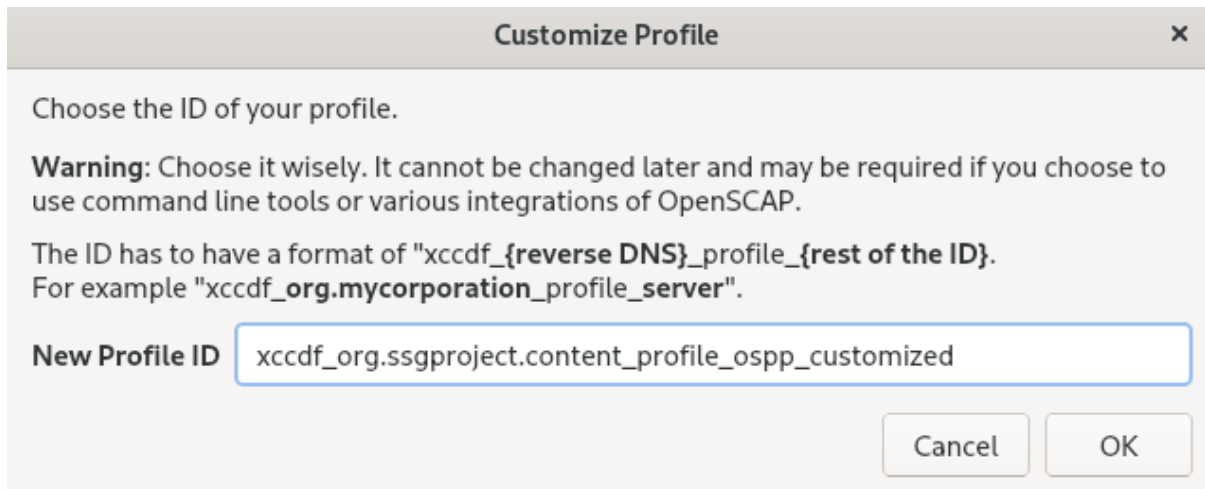 Customize Profile ×
Choose the ID of your profile.
Warning: Choose it wisely. It cannot be changed later and may be required if you choose to
use command line tools or various integrations of OpenSCAP.
The ID has to have a format of "xccdf_{reverse DNS}_profile_{rest of the ID}.
For example "xccdf_org.mycorporation_profile_server".
New Profile ID xccdf_org.ssgproject.content_profile_ospp_customized
Cancel OK